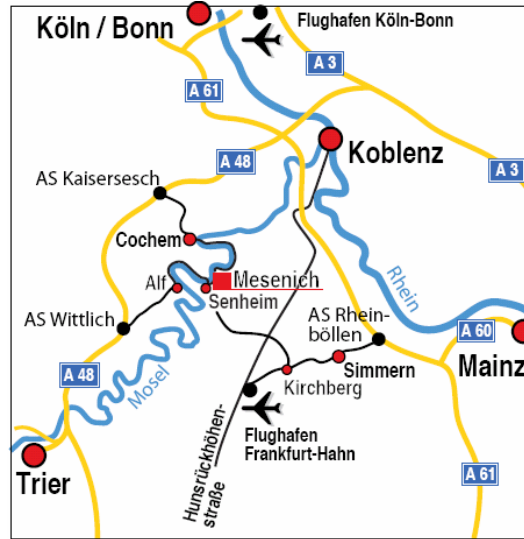 Köln / Bonn
Flughafen Köln-Bonn
A 3
A 61
Koblenz
A 48
A 3
AS Kaisersesch
Cochem
Mesenich
Alf
Senheim
Rhein
AS Rhein-
böllen
A 60
AS Wittlich
Mainz
A 48
Mosel
Simmern
Kirchberg
Flughafen
Frankfurt-Hahn
Trier
Hunsrückhöhen-
straße
A 61